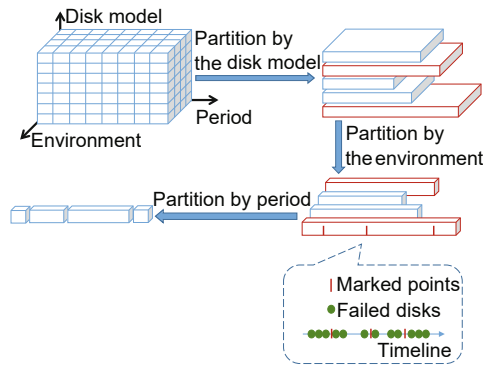 Disk model
Partition by
the disk model
Period
Environment
Partition by
the environment
Partition by period
Marked points
Failed disks
Timeline